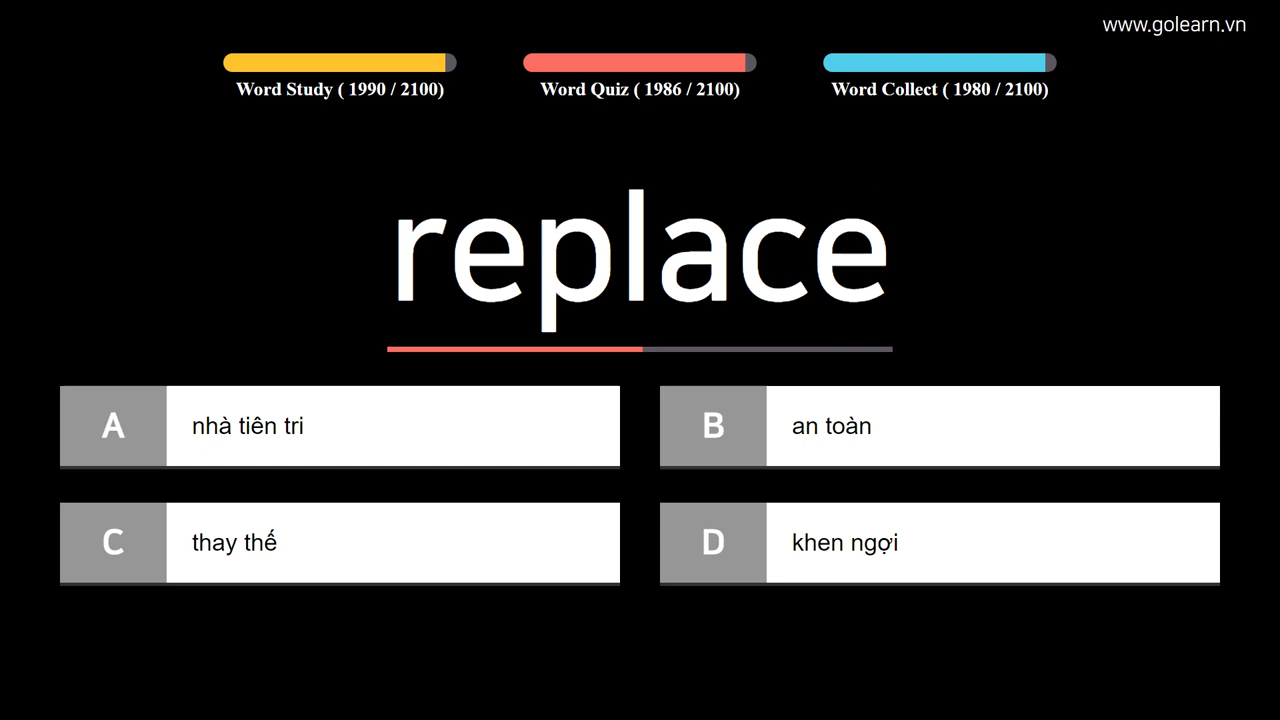 www.golearn.vn
Word Study ( 1990 / 2100)
Word Quiz ( 1986 / 2100)
Word Collect ( 1980 / 2100)
replace
A nhà tiên tri
B an toàn
C thay thế
D khen ngợi